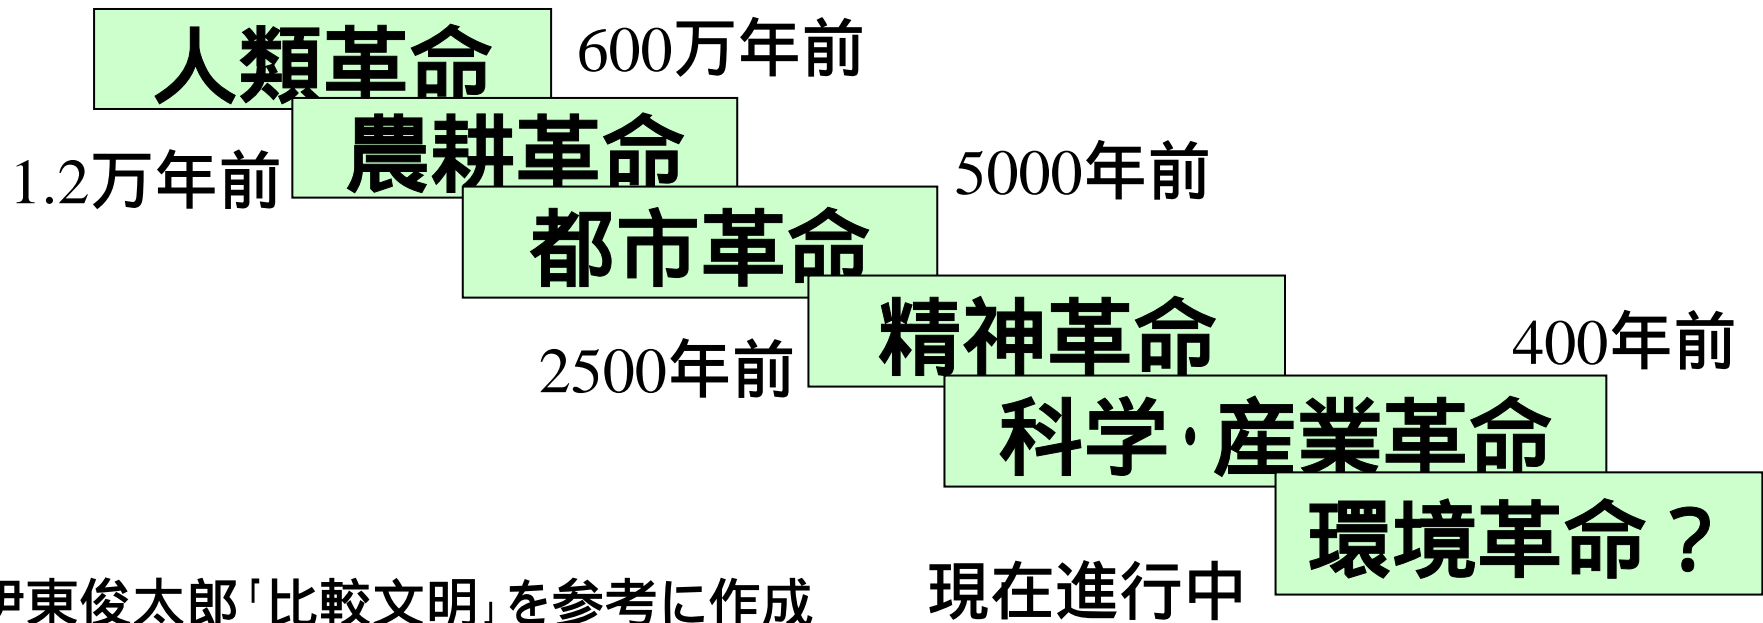 人類革命
600万年前
農耕革命
1.2万年前
都市革命
5000年前
精神革命
2500年前
科学･産業革命
400年前
環境革命？
現在進行中
伊東俊太郎｢比較文明｣を参考に作成